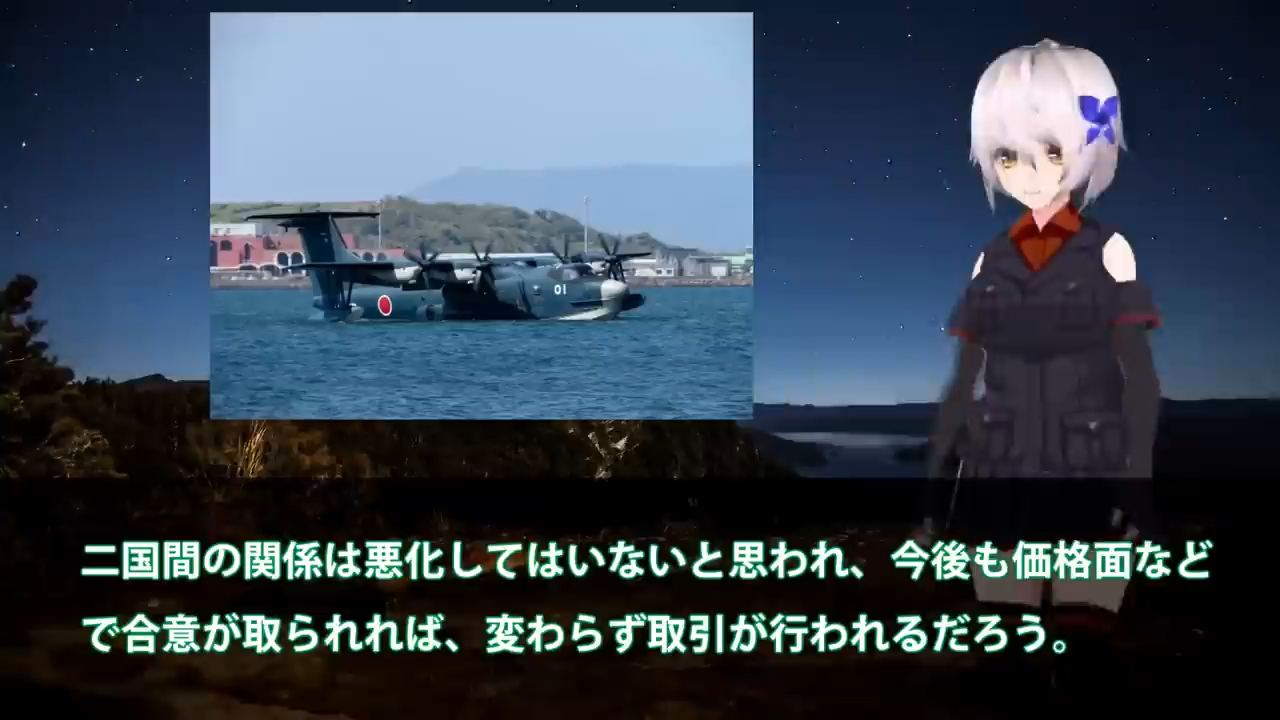 01
二国間の関係は悪化してはいないと思われ、今後も価格面など
で合意が取られれば、変わらず取引が行われるだろう。